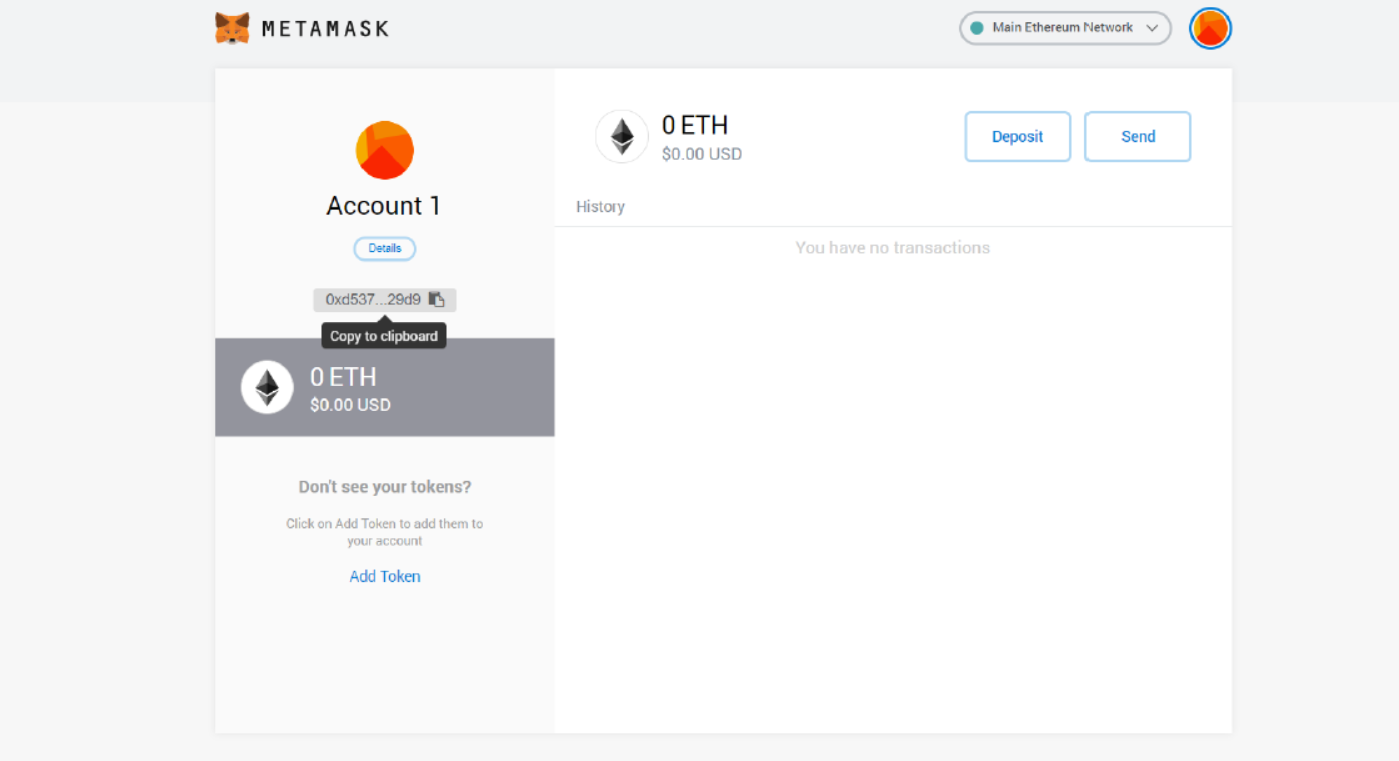 METAMASK
Main Ethereum Network
Account 1
Details
0xd537...29d9
Copy to clipboard
0 ETH
$0.00 USD
Don't see your tokens?
Click on Add Token to add them to
your account
Add Token
0 ETH
$0.00 USD
Deposit
Send
History
You have no transactions